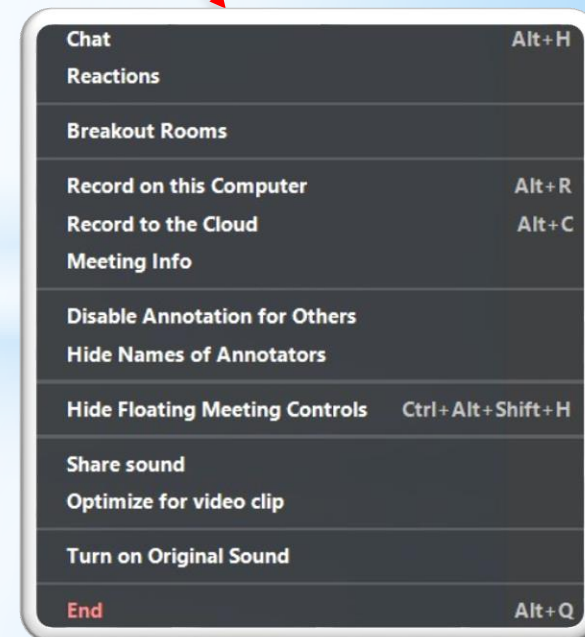 Chat Alt+H
Reactions
Breakout Rooms
Record on this Computer Alt+R
Record to the Cloud Alt+C
Meeting Info
Disable Annotation for Others
Hide Names of Annotators
Hide Floating Meeting Controls Ctrl+Alt+Shift+H
Share sound
Optimize for video clip
Turn on Original Sound
End Alt+Q